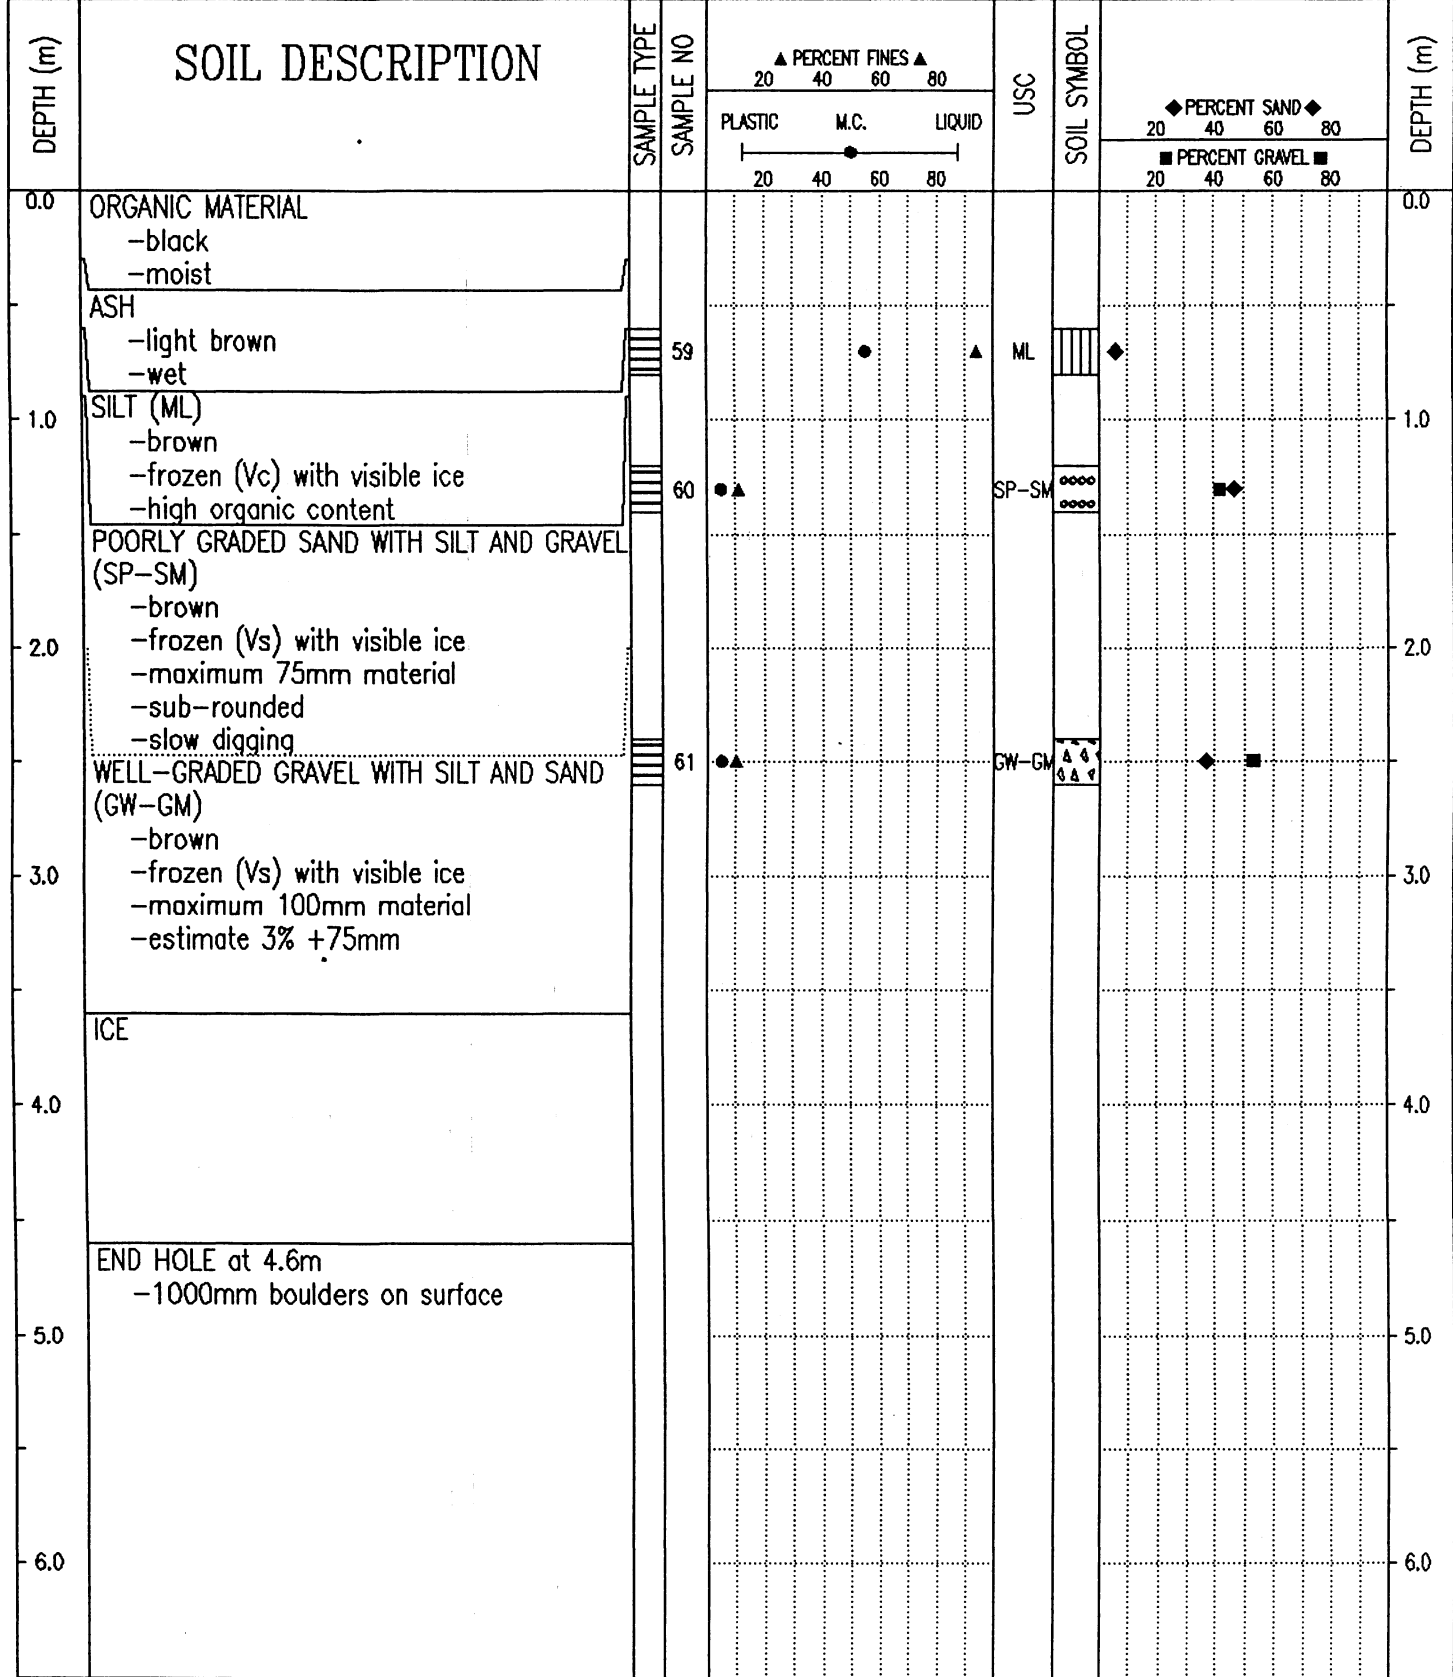 DEPTH (m)
SOIL DESCRIPTION
SAMPLE TYPE
SAMPLE NO
▲ PERCENT FINES ▲
20 40 60 80
PLASTIC M.C. LIQUID
20 40 60 80
USC
SOIL SYMBOL
◆ PERCENT SAND ◆
20 40 60 80
■ PERCENT GRAVEL ■
20 40 60 80
DEPTH (m)
0.0 0.0
ORGANIC MATERIAL
-black
-moist
ASH
-light brown
59 ML
-wet
SILT (ML)
1.0 1.0
-brown
-frozen (Vc) with visible ice
60 SP-SM
-high organic content
POORLY GRADED SAND WITH SILT AND GRAVEL
(SP-SM)
-brown
-frozen (Vs) with visible ice
2.0 2.0
-maximum 75mm material
-sub-rounded
-slow digging
61 GW-GM
WELL-GRADED GRAVEL WITH SILT AND SAND
(GW-GM)
-brown
-frozen (Vs) with visible ice
3.0 3.0
-maximum 100mm material
-estimate 3% +75mm
ICE
4.0 4.0
END HOLE at 4.6m
-1000mm boulders on surface
5.0 5.0
6.0 6.0